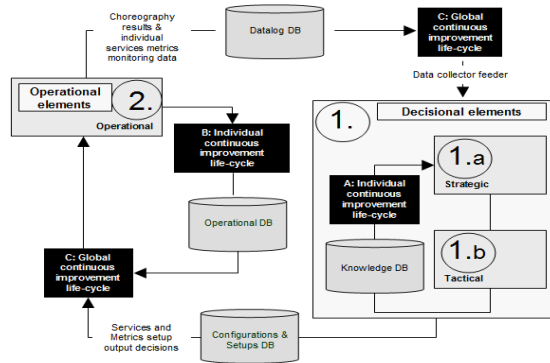 Choreography
results &
individual
services metrics
monitoring data
Datalog DB
C: Global
continuous
improvement
life-cycle
Data collector feeder
Operational
elements
2.
Operational
B: Individual
continuous
improvement
life-cycle
Operational DB
C: Global
continuous
improvement
life-cycle
Services and
Metrics setup
output decisions
Configurations &
Setups DB
1.
Decisional elements
1.a
Strategic
A: Individual
continuous
improvement
life-cycle
Knowledge DB
1.b
Tactical